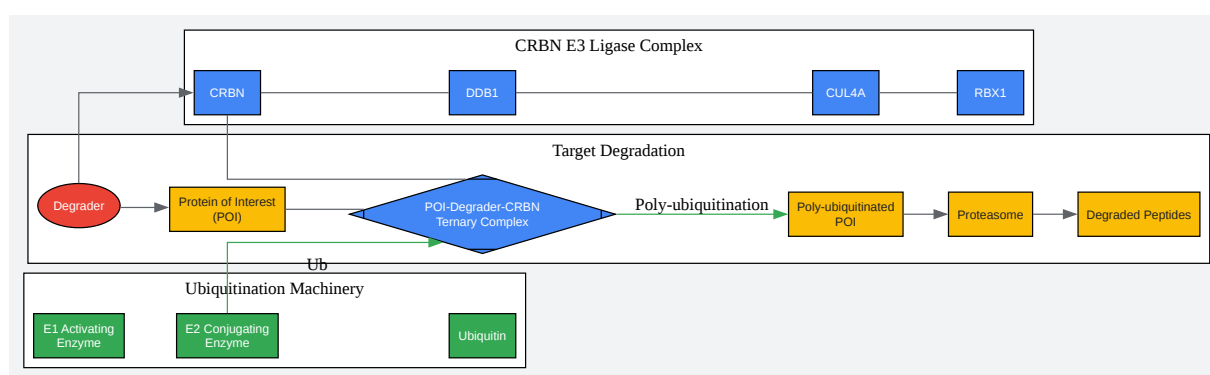 CRBN E3 Ligase Complex
CRBN
DDB1
CUL4A
RBX1
Target Degradation
Degrader
Protein of Interest
(POI)
POI-Degrader-CRBN
Ternary Complex
Poly-ubiquitination
Poly-ubiquitinated
POI
Proteasome
Degraded Peptides
Ub
Ubiquitination Machinery
E1 Activating
Enzyme
E2 Conjugating
Enzyme
Ubiquitin